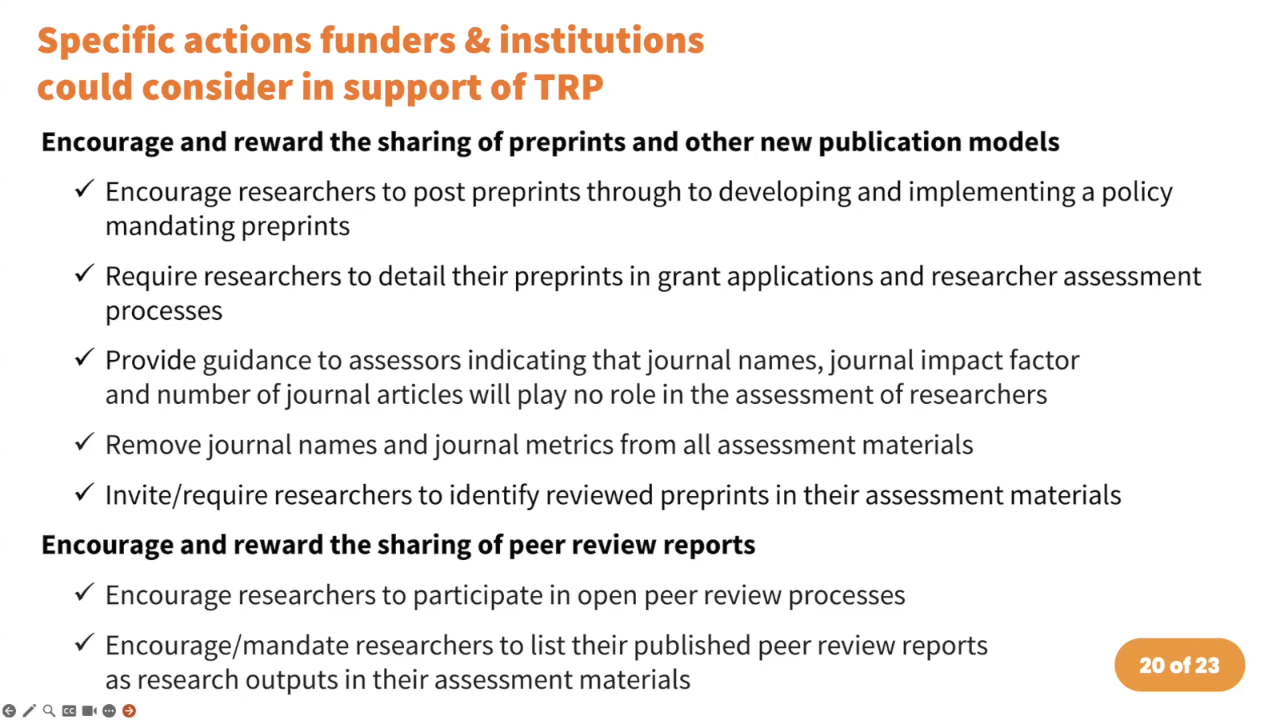 Specific actions funders & institutions
could consider in support of TRP
Encourage and reward the sharing of preprints and other new publication models
✓ Encourage researchers to post preprints through to developing and implementing a policy
mandating preprints
✓ Require researchers to detail their preprints in grant applications and researcher assessment
processes
✓ Provide guidance to assessors indicating that journal names, journal impact factor
and number of journal articles will play no role in the assessment of researchers
✓ Remove journal names and journal metrics from all assessment materials
✓ Invite/require researchers to identify reviewed preprints in their assessment materials
Encourage and reward the sharing of peer review reports
✓ Encourage researchers to participate in open peer review processes
✓ Encourage/mandate researchers to list their published peer review reports
as research outputs in their assessment materials
20 of 23
CC